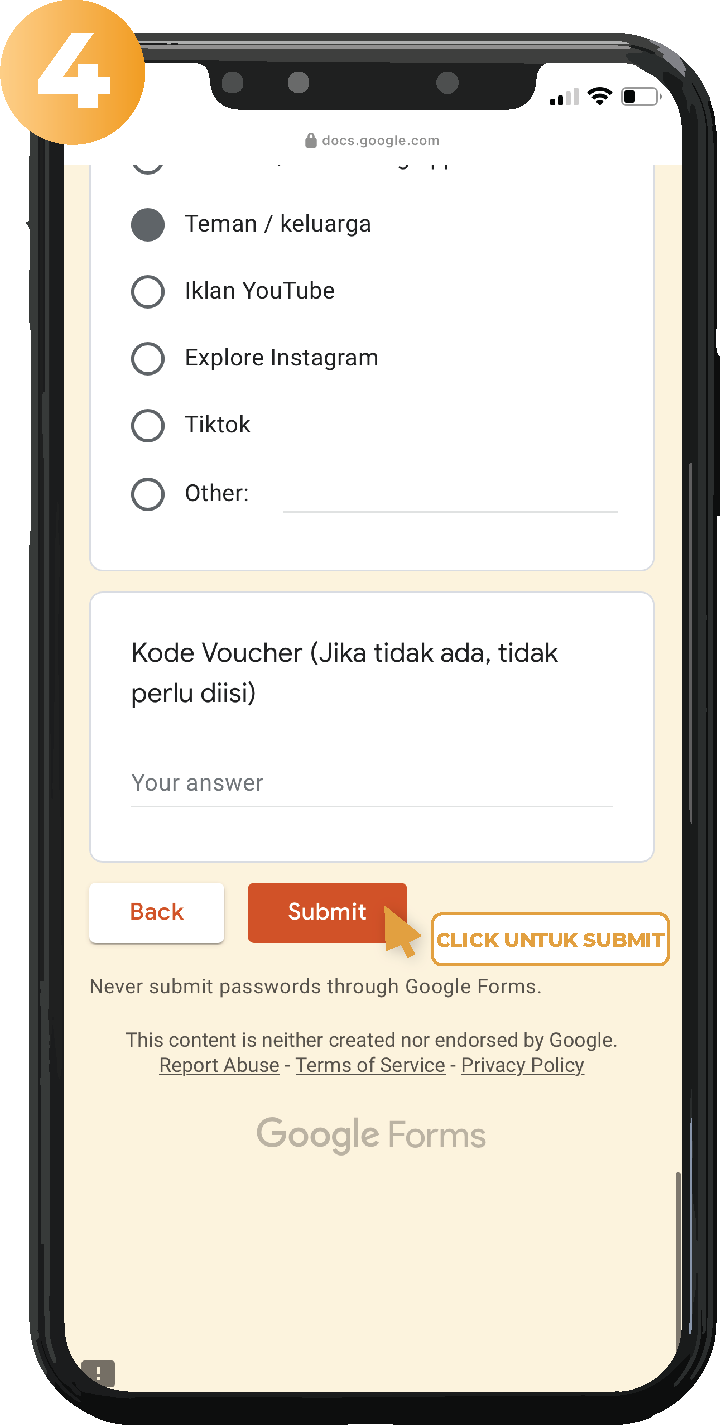 4
docs.google.com
Teman / keluarga
Iklan YouTube
Explore Instagram
Tiktok
Other:
Kode Voucher (Jika tidak ada, tidak
perlu diisi)
Your answer
Back
Submit
CLICK UNTUK SUBMIT
Never submit passwords through Google Forms.
This content is neither created nor endorsed by Google.
Report Abuse - Terms of Service - Privacy Policy
Google Forms
!